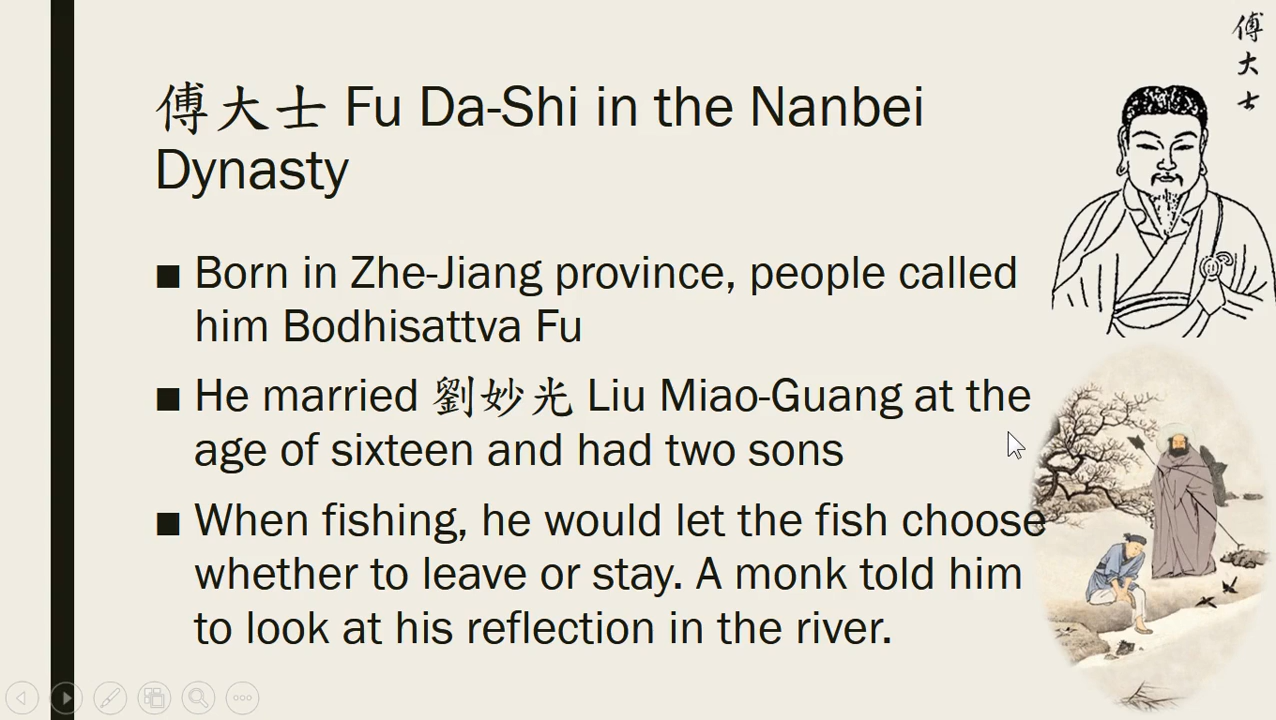 傅大士 Fu Da-Shi in the Nanbei
Dynasty
■ Born in Zhe-Jiang province, people called
him Bodhisattva Fu
■ He married 劉妙光 Liu Miao-Guang at the
age of sixteen and had two sons
■ When fishing, he would let the fish choose
whether to leave or stay. A monk told him
to look at his reflection in the river.
傅大士